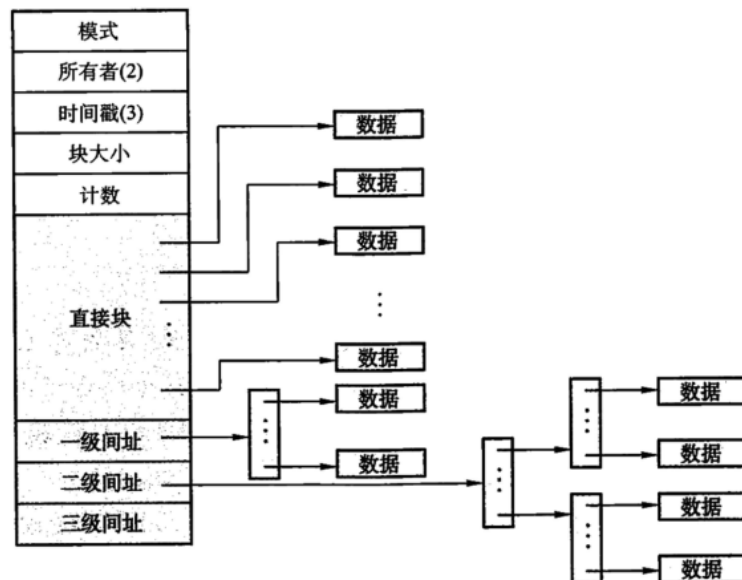 模式
所有者(2)
时间戳(3)
块大小
计数
直接块
一级间址
二级间址
三级间址
数据
数据
数据
数据
数据
数据
数据
数据
数据
数据